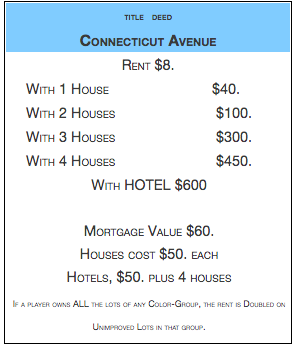 TITLE DEED
CONNECTICUT AVENUE
RENT $8.
WITH 1 HOUSE $40.
WITH 2 HOUSES $100.
WITH 3 HOUSES $300.
WITH 4 HOUSES $450.
WITH HOTEL $600
MORTGAGE VALUE $60.
HOUSES COST $50. EACH
HOTELS, $50. PLUS 4 HOUSES
IF A PLAYER OWNS ALL THE LOTS OF ANY COLOR-GROUP, THE RENT IS DOUBLED ON
UNIMPROVED LOTS IN THAT GROUP.